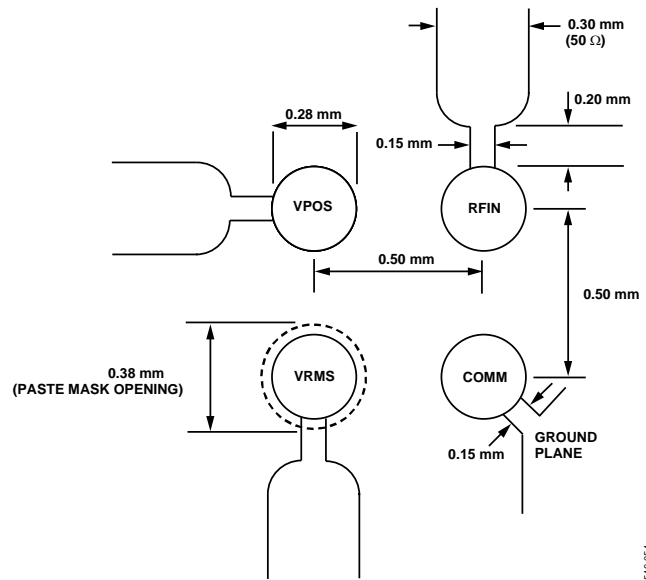 0.30 mm
(50 Ω)
0.28 mm
0.20 mm
0.15 mm
VPOS
RFIN
0.50 mm
0.50 mm
0.38 mm
(PASTE MASK OPENING)
VRMS
COMM
0.15 mm
GROUND
PLANE